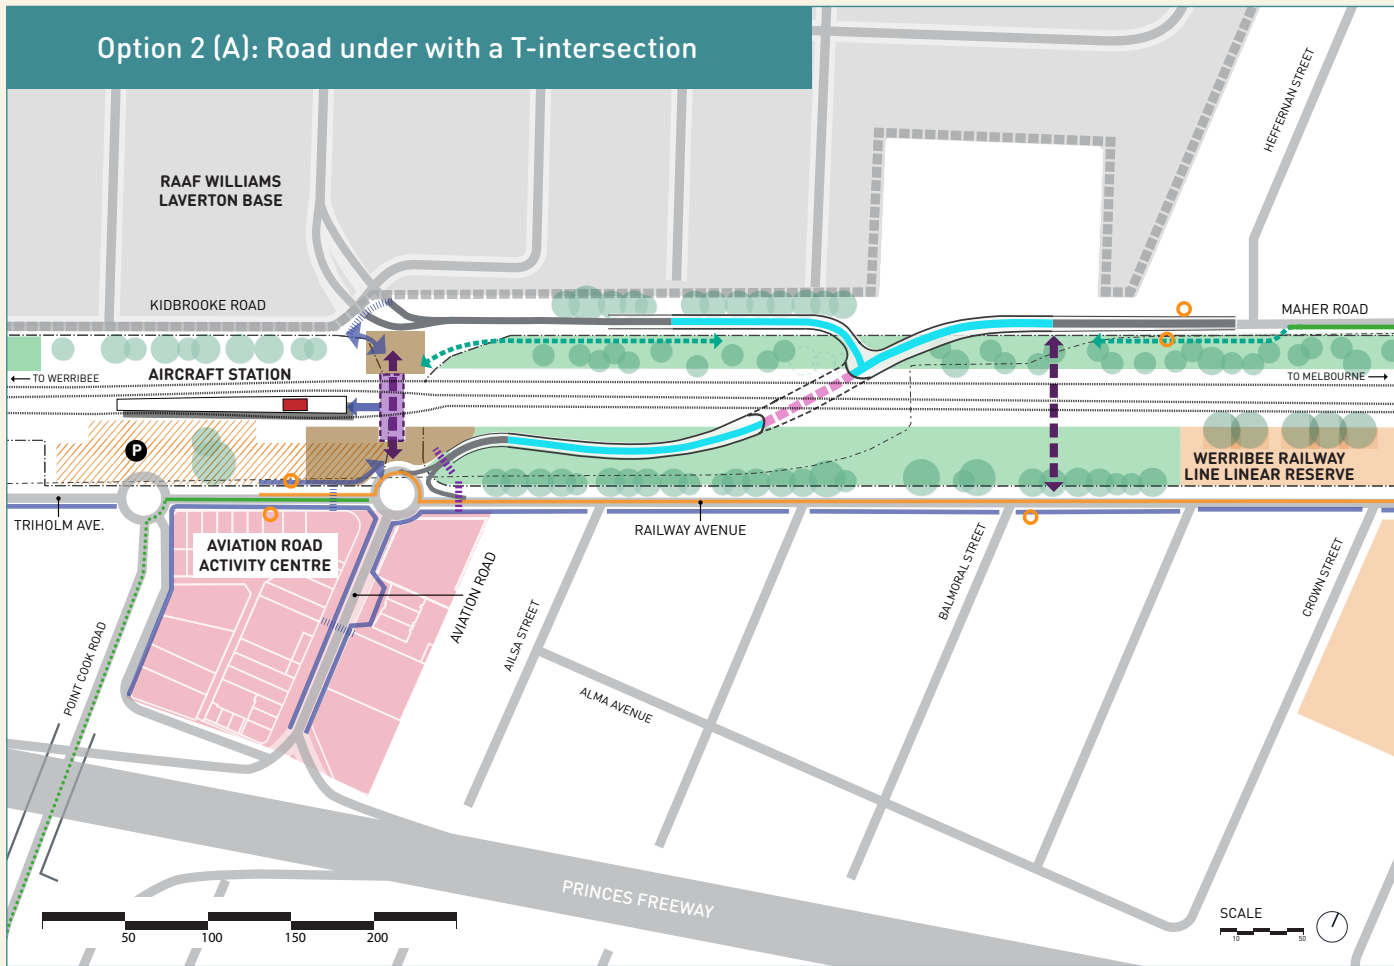 Option 2 (A): Road under with a T-intersection
HEFFERNAN STREET
RAAF WILLIAMS
LAVERTON BASE
KIDBROOKE ROAD
MAHER ROAD
TO WERRIBEE
AIRCRAFT STATION
TO MELBOURNE
P
WERRIBEE RAILWAY
LINE LINEAR RESERVE
TRIHOLM AVE.
RAILWAY AVENUE
AVIATION ROAD
ACTIVITY CENTRE
AVIATION ROAD
AILSA STREET
BALMORAL STREET
CROWN STREET
POINT COOK ROAD
ALMA AVENUE
PRINCES FREEWAY
50 100 150 200
SCALE
10 50